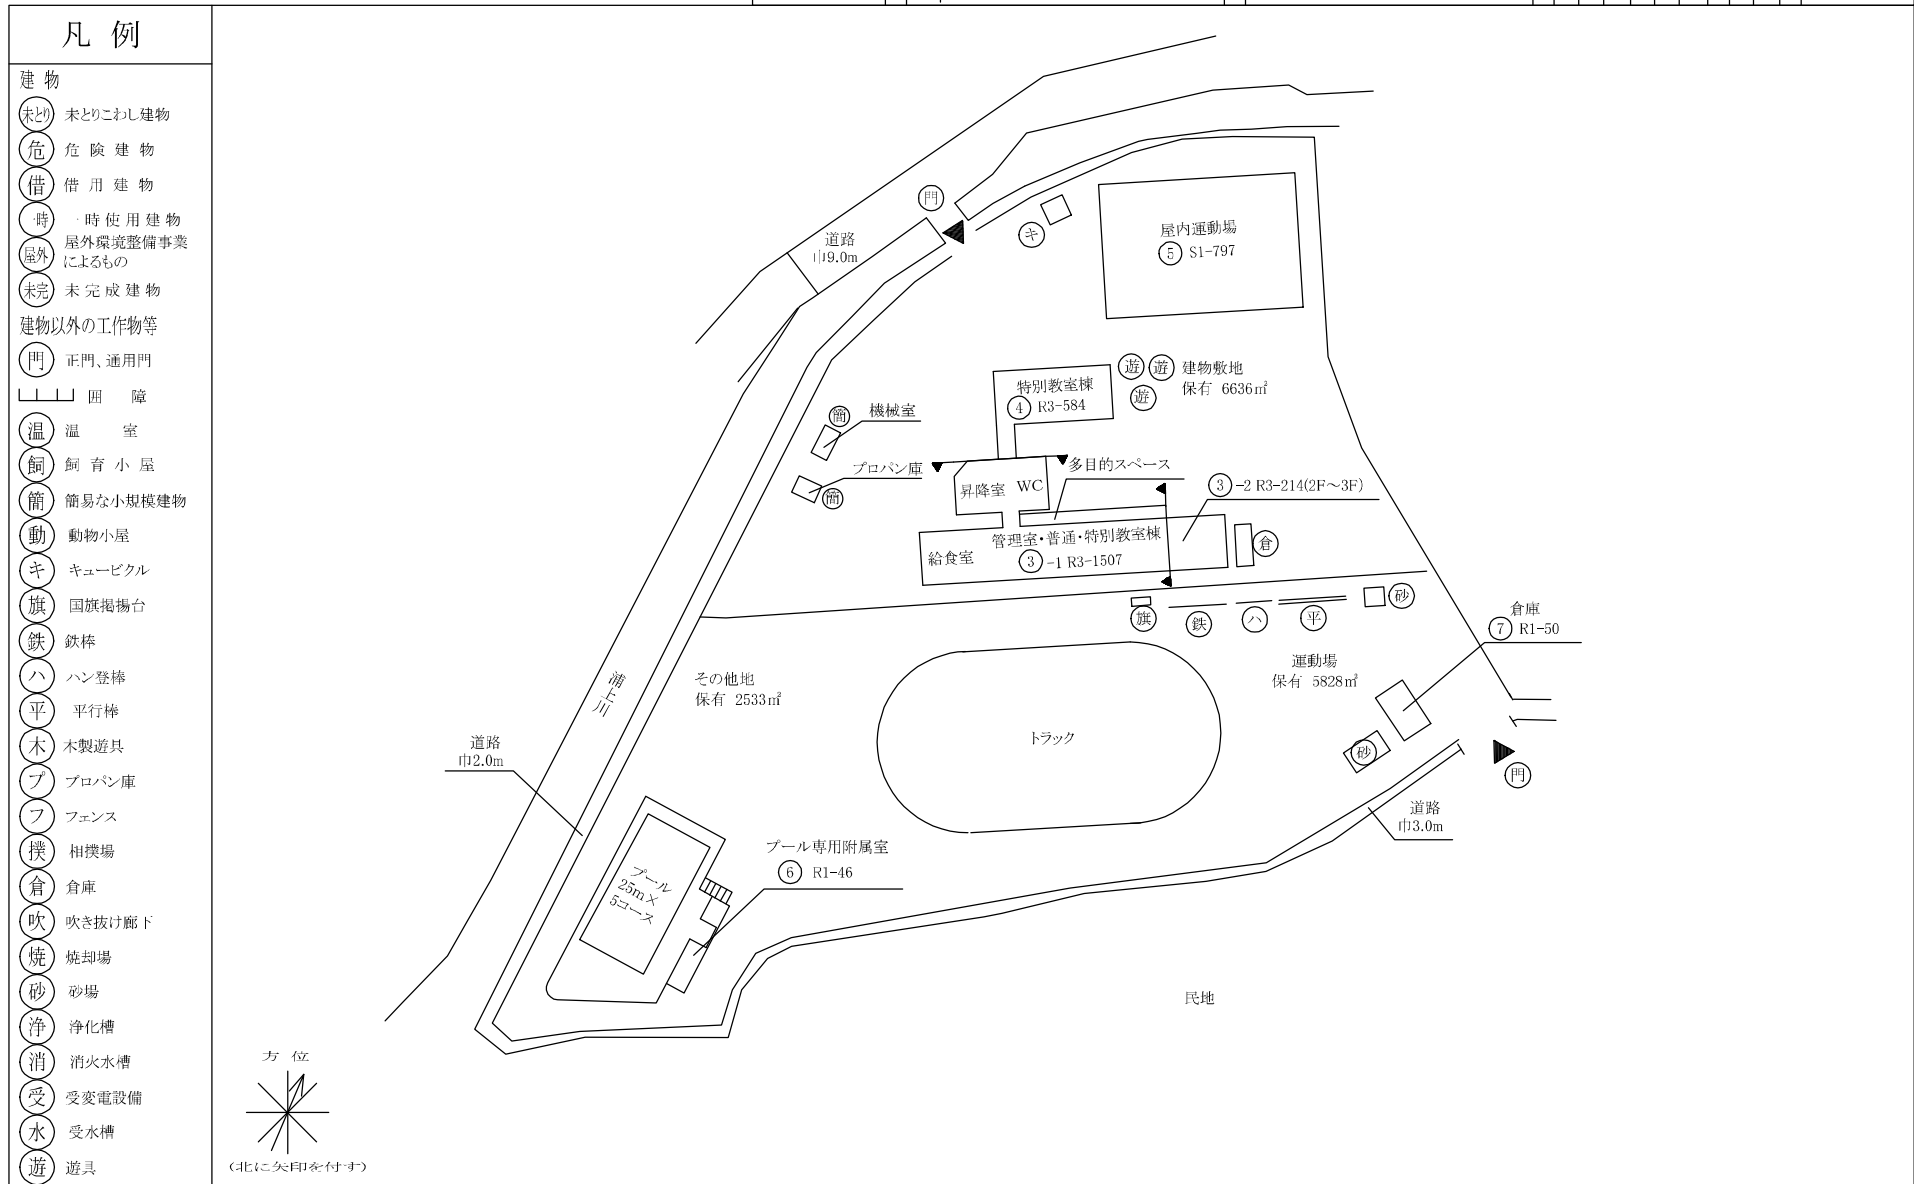 凡 例
建 物
未とり 未とりこわし建物
危 危 険 建 物
借 借 用 建 物
一時 一時 使 用 建 物
屋外 屋外環境整備事業
によるもの
未完 未 完 成 建 物
建物以外の工作物等
門 正門、通用門
囲 障
温 温 室
飼 飼 育 小 屋
簡 簡易な小規模建物
動 動物小屋
キ キュービクル
旗 国旗掲揚台
鉄 鉄棒
ハ ハン登棒
平 平行棒
木 木製遊具
プ プロパン庫
フ フェンス
撲 相撲場
倉 倉庫
吹 吹き抜け廊下
焼 焼却場
砂 砂場
浄 浄化槽
消 消火水槽
受 受変電設備
水 受水槽
遊 遊具
門
道路
巾9.0m
キ
屋内運動場
5 S1-797
遊 遊
遊
建物敷地
保有 6636㎡
特別教室棟
4 R3-584
簡
機械室
プロパン庫
簡
昇降室 WC
多目的スペース
3 -2 R3-214(2F～3F)
管理室・普通・特別教室棟
給食室
3 -1 R3-1507
倉
旗
鉄
ハ
平
砂
倉庫
7 R1-50
運動場
保有 5828㎡
その他地
保有 2533㎡
浦上川
トラック
道路
巾2.0m
砂
門
道路
巾3.0m
プール専用附属室
6 R1-46
プール
25m×
5コース
民地
方 位
(北に矢印を付す)